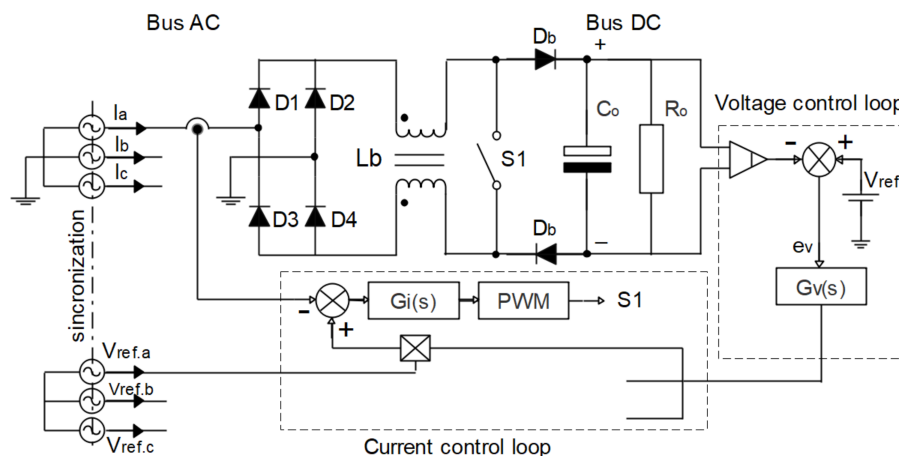 Bus AC
Bus DC
Db
+
D1
D2
Co
Ro
Voltage control loop
Ia
Ib
Ic
Lb
S1
-
+
Vref
D3
D4
Db
−
ev
sincronization
Gv(s)
-
+
Gi(s)
PWM
S1
Vref.a
Vref.b
Vref.c
Current control loop